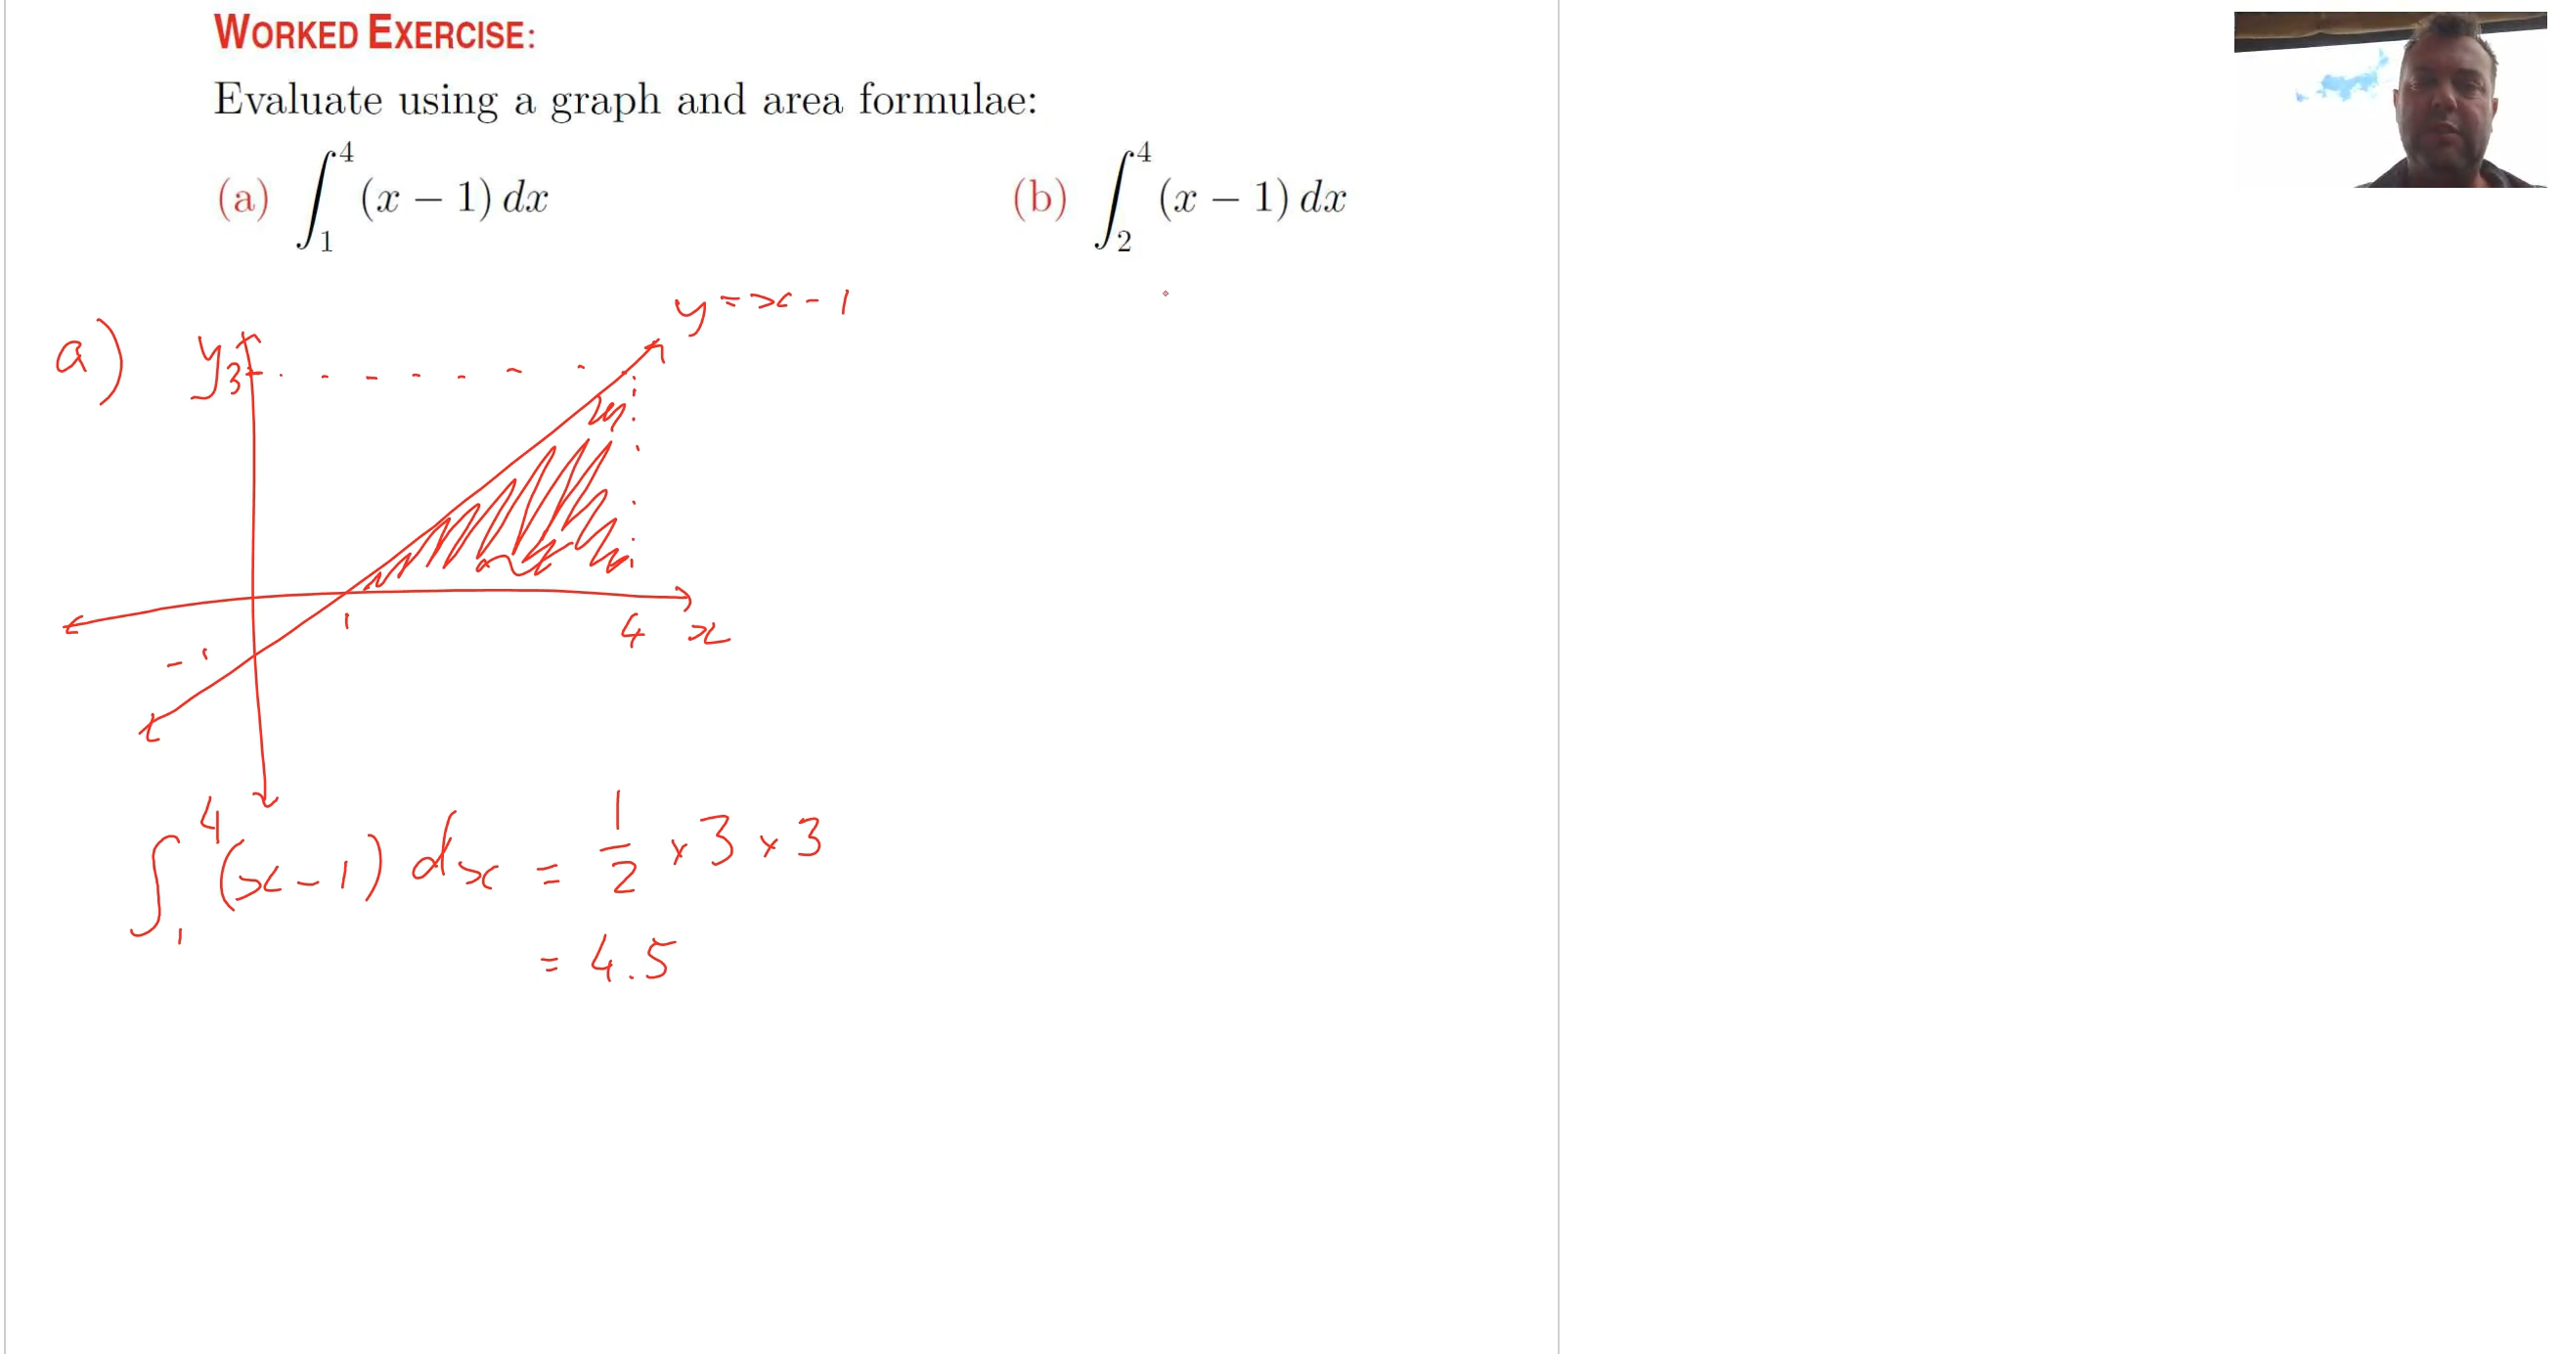 WORKED EXERCISE:
Evaluate using a graph and area formulae:
(a) ∫₁⁴ (x − 1) dx
(b) ∫₂⁴ (x − 1) dx
a)
y = x - 1
y
3
1
4
x
-1
∫₁⁴ (x-1) dx = 1/2 × 3 × 3
= 4.5